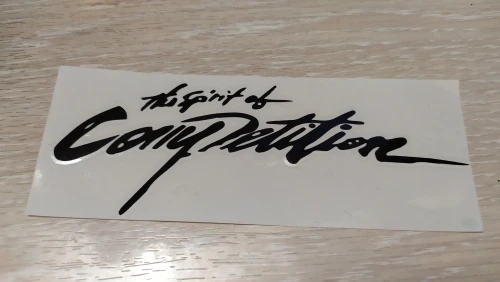 The Spirit of
Competition